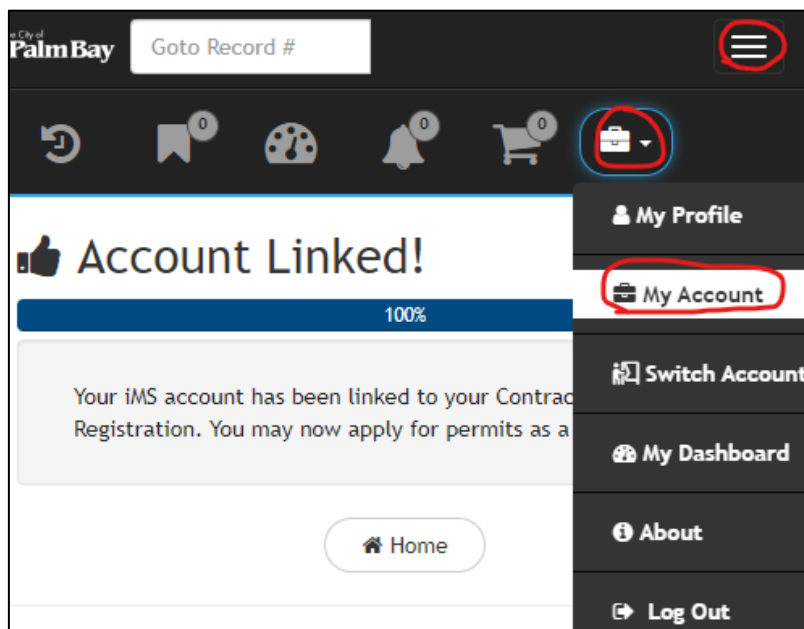 e City of
Palm Bay
Goto Record #
0
0
0
My Profile
Account Linked!
My Account
100%
Your iMS account has been linked to your Contrac
Registration. You may now apply for permits as a
Switch Account
My Dashboard
Home
About
Log Out